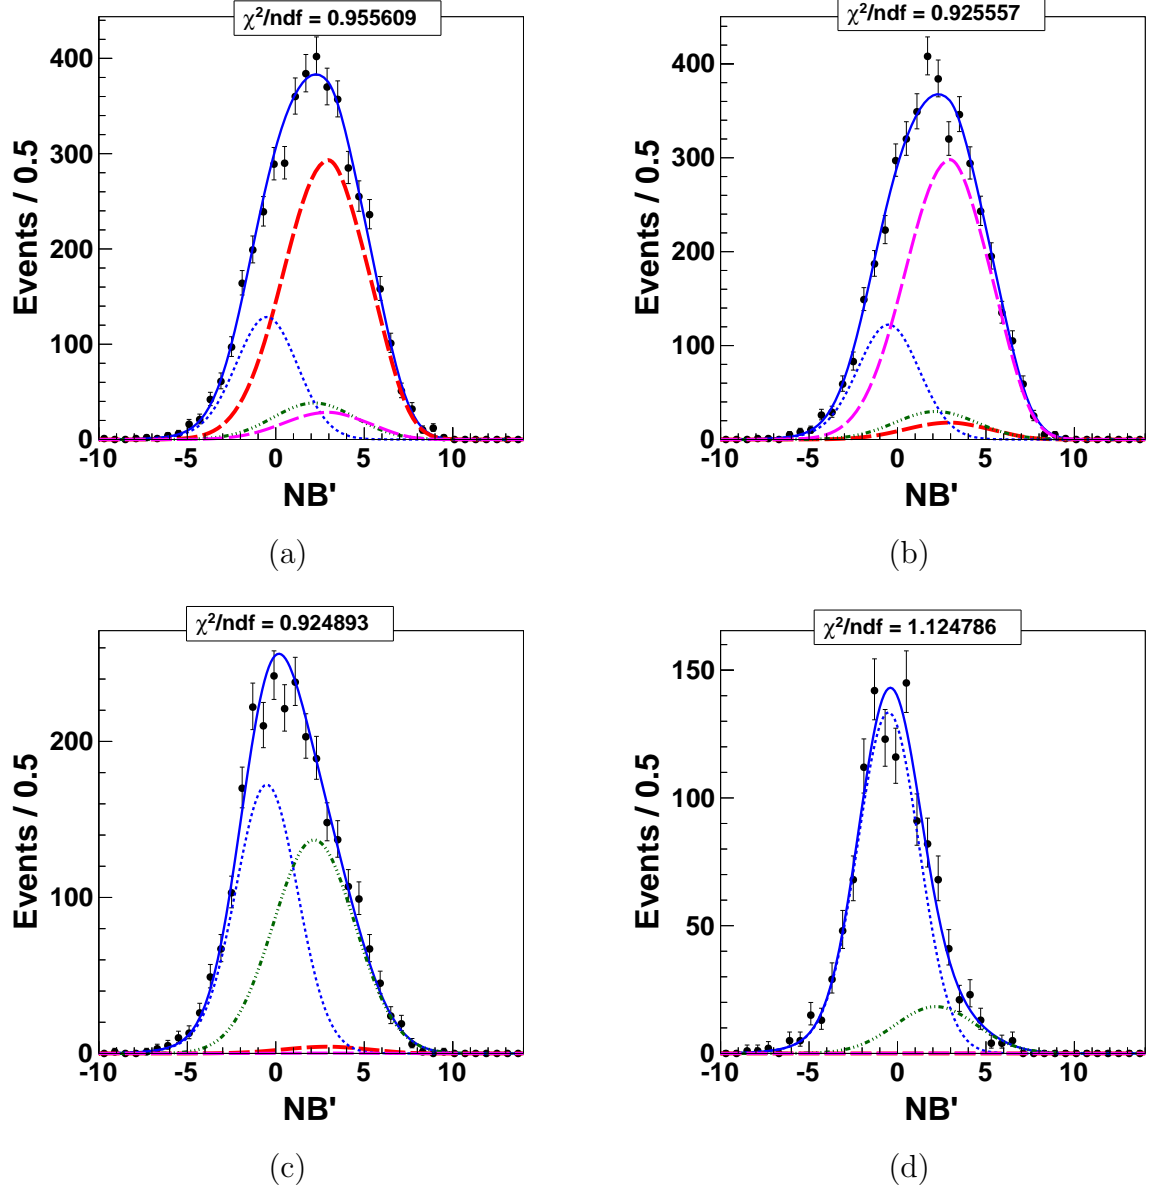 χ²/ndf = 0.955609
400
300
200
100
0
Events / 0.5
-10 -5 0 5 10
NB'
(a)
χ²/ndf = 0.925557
400
300
200
100
0
Events / 0.5
-10 -5 0 5 10
NB'
(b)
χ²/ndf = 0.924893
200
100
0
Events / 0.5
-10 -5 0 5 10
NB'
(c)
χ²/ndf = 1.124786
150
100
50
0
Events / 0.5
-10 -5 0 5 10
NB'
(d)